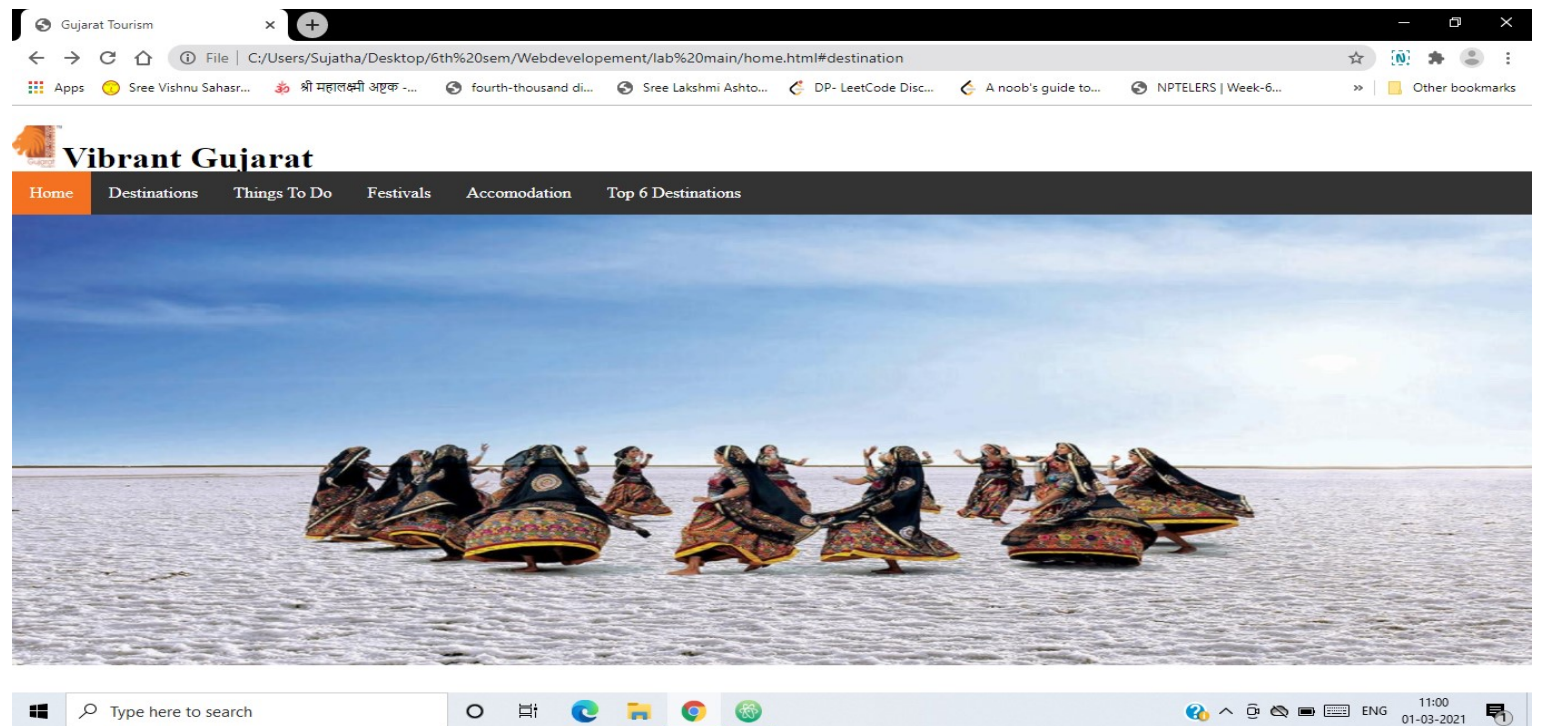 Gujarat Tourism
File | C:/Users/Sujatha/Desktop/6th%20sem/Webdevelopement/lab%20main/home.html#destination
Apps Sree Vishnu Sahasr... श्री महालक्ष्मी अष्टक -... fourth-thousand di... Sree Lakshmi Ashto... DP- LeetCode Disc... A noob's guide to... NPTELERS | Week-6... » Other bookmarks
Vibrant Gujarat
Home Destinations Things To Do Festivals Accomodation Top 6 Destinations
Type here to search ENG 11:00
01-03-2021